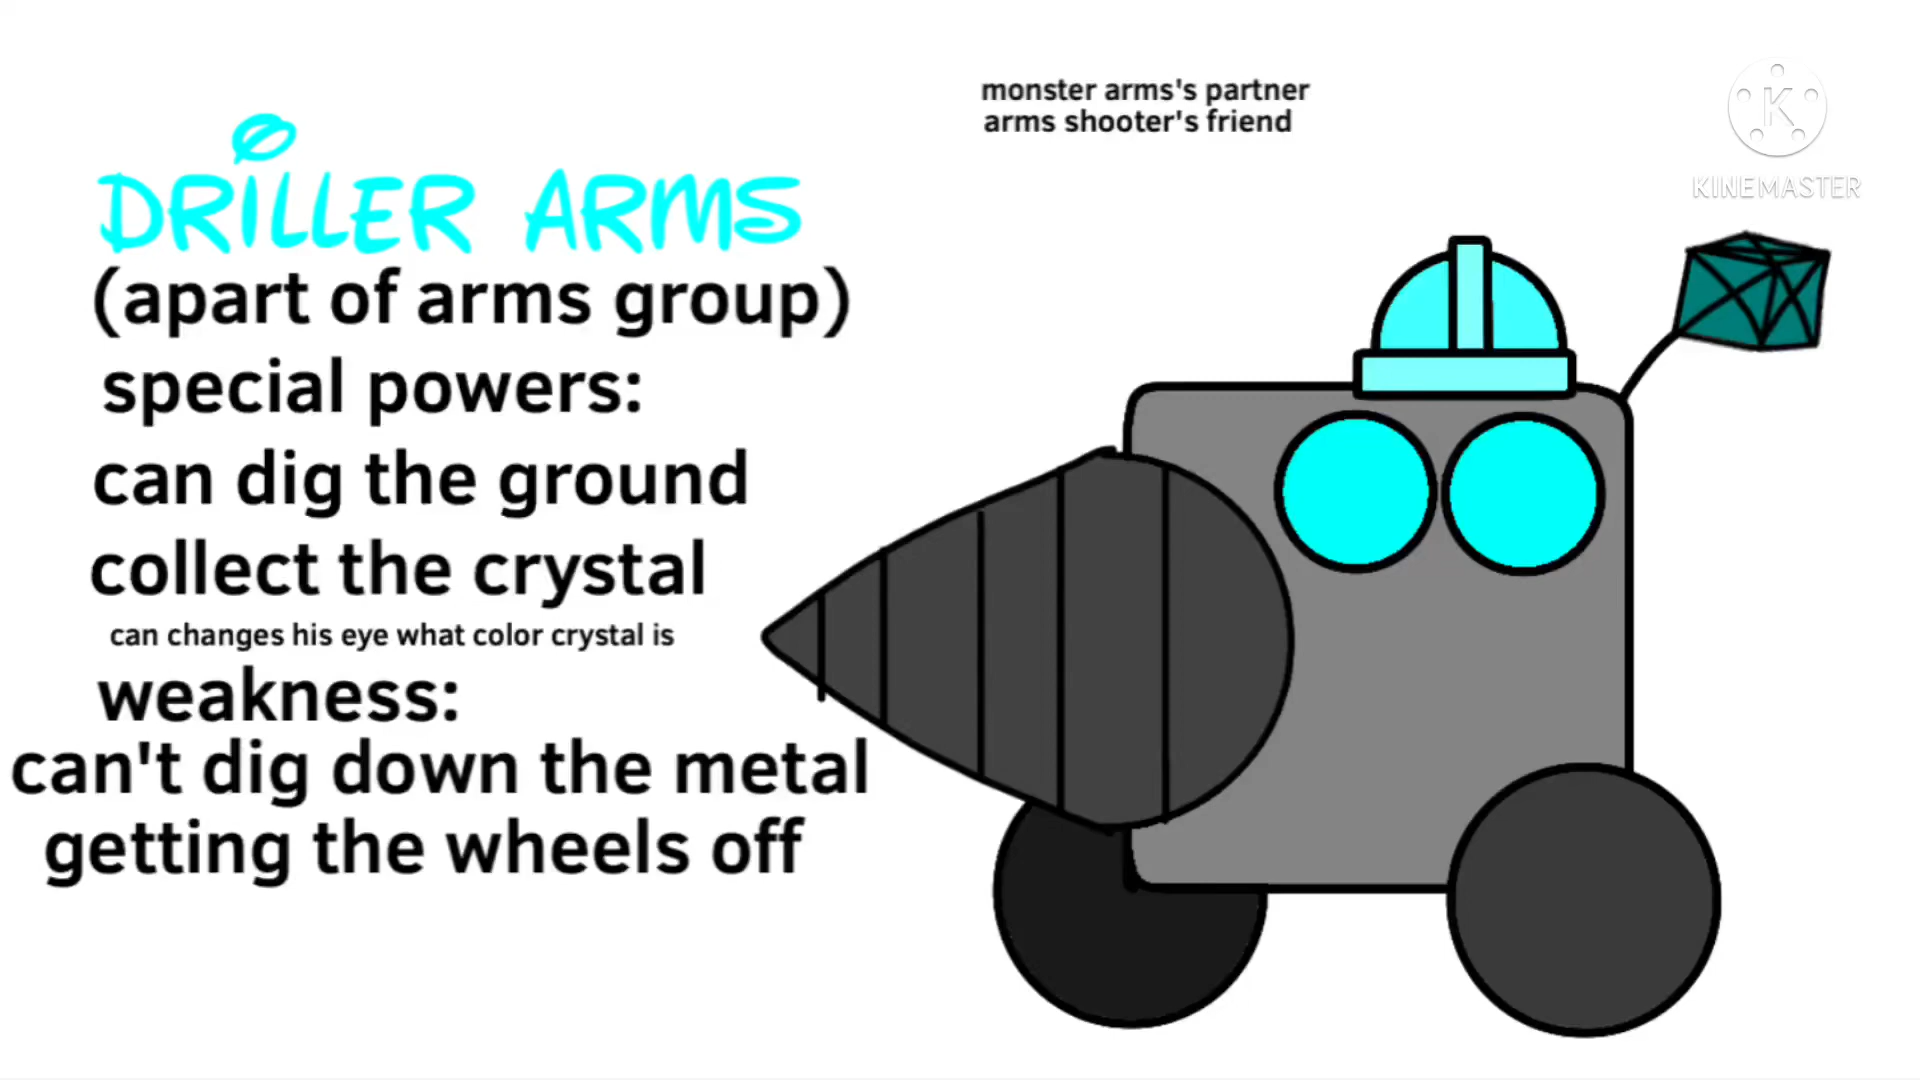 monster arms's partner
arms shooter's friend
K
KINEMASTER
DRILLER ARMS
(apart of arms group)
special powers:
can dig the ground
collect the crystal
can changes his eye what color crystal is
weakness:
can't dig down the metal
getting the wheels off